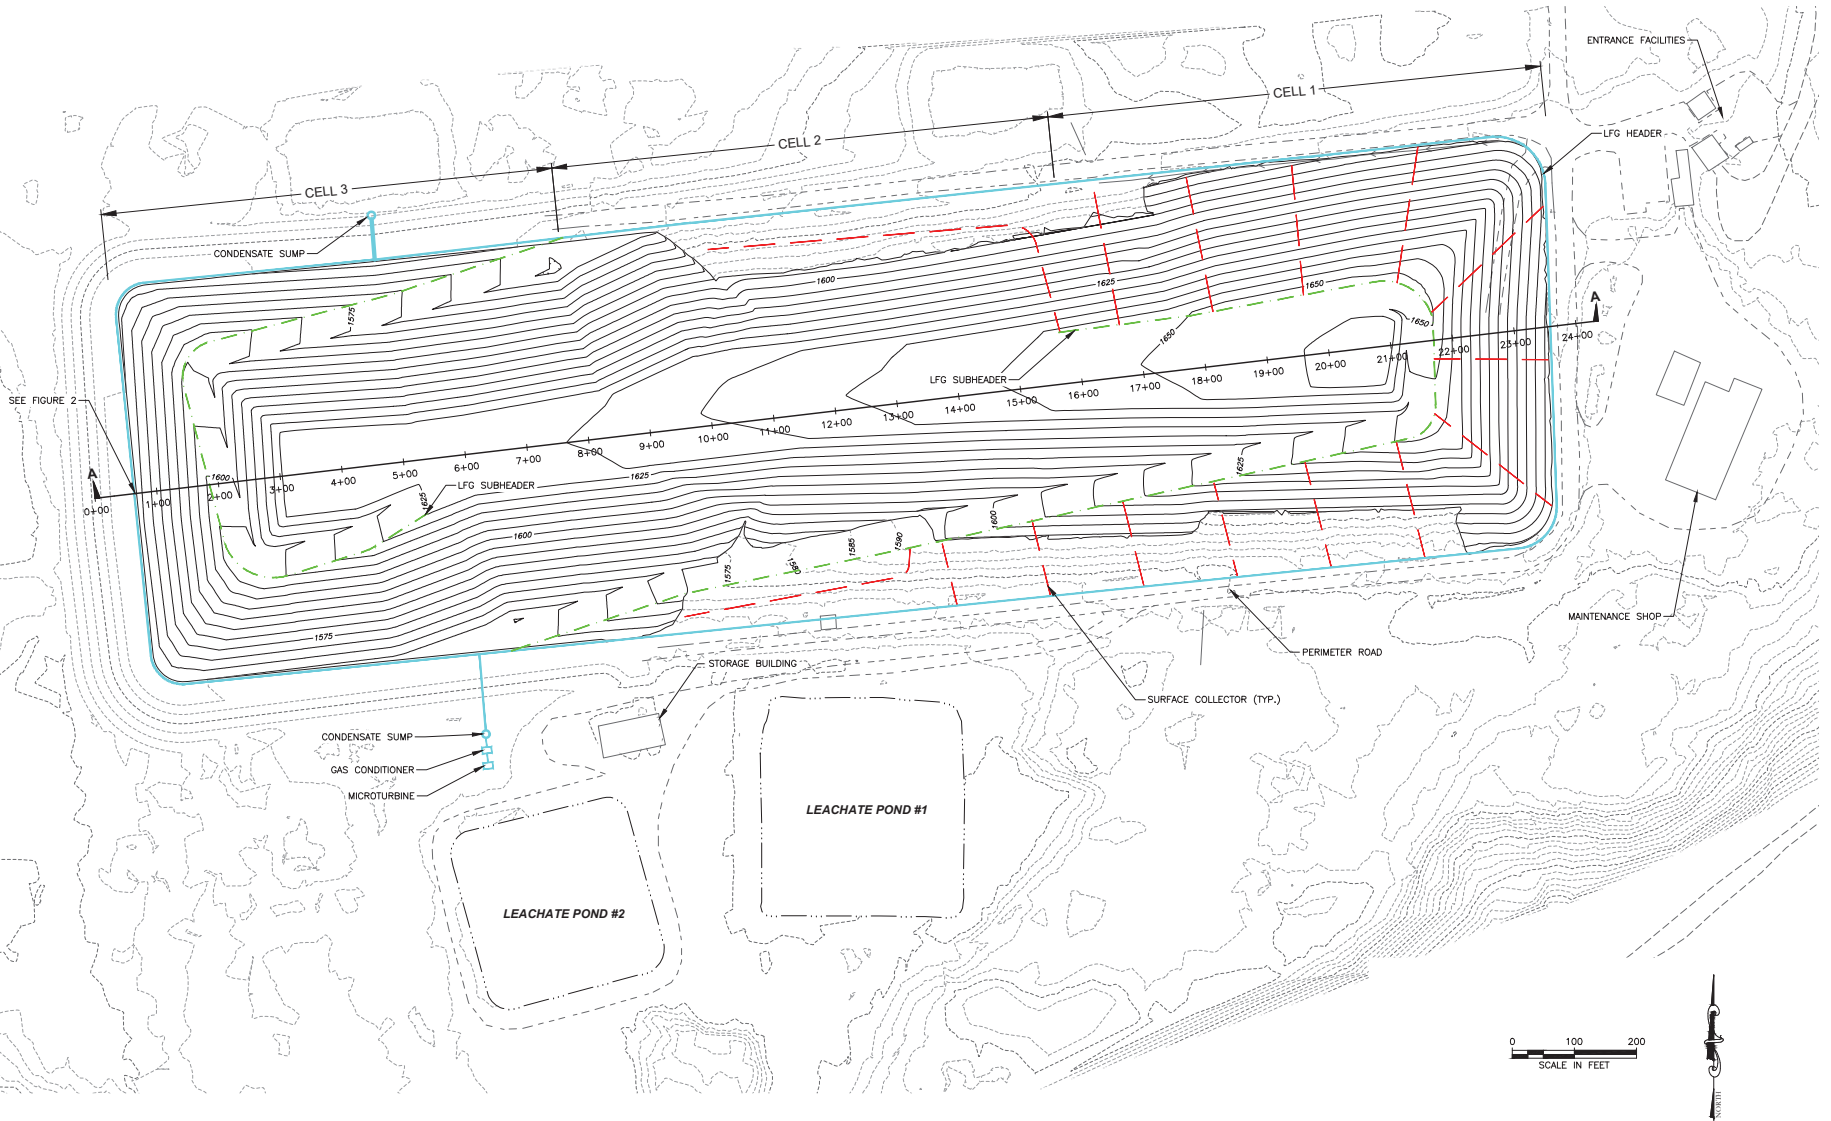 ENTRANCE FACILITIES
CELL 1
LFG HEADER
CELL 2
CELL 3
CONDENSATE SUMP
1600
1625
1650
1575
1650
1650
A
LFG SUBHEADER
SEE FIGURE 2
A
0+00
1+00
2+00
3+00
4+00
5+00
6+00
7+00
8+00
9+00
10+00
11+00
12+00
13+00
14+00
15+00
16+00
17+00
18+00
19+00
20+00
21+00
22+00
23+00
24+00
1600
1625
LFG SUBHEADER
1625
1625
1600
1600
1590
1585
1580
1575
1575
MAINTENANCE SHOP
PERIMETER ROAD
STORAGE BUILDING
SURFACE COLLECTOR (TYP.)
CONDENSATE SUMP
GAS CONDITIONER
MICROTURBINE
LEACHATE POND #1
LEACHATE POND #2
0 100 200
SCALE IN FEET
NORTH